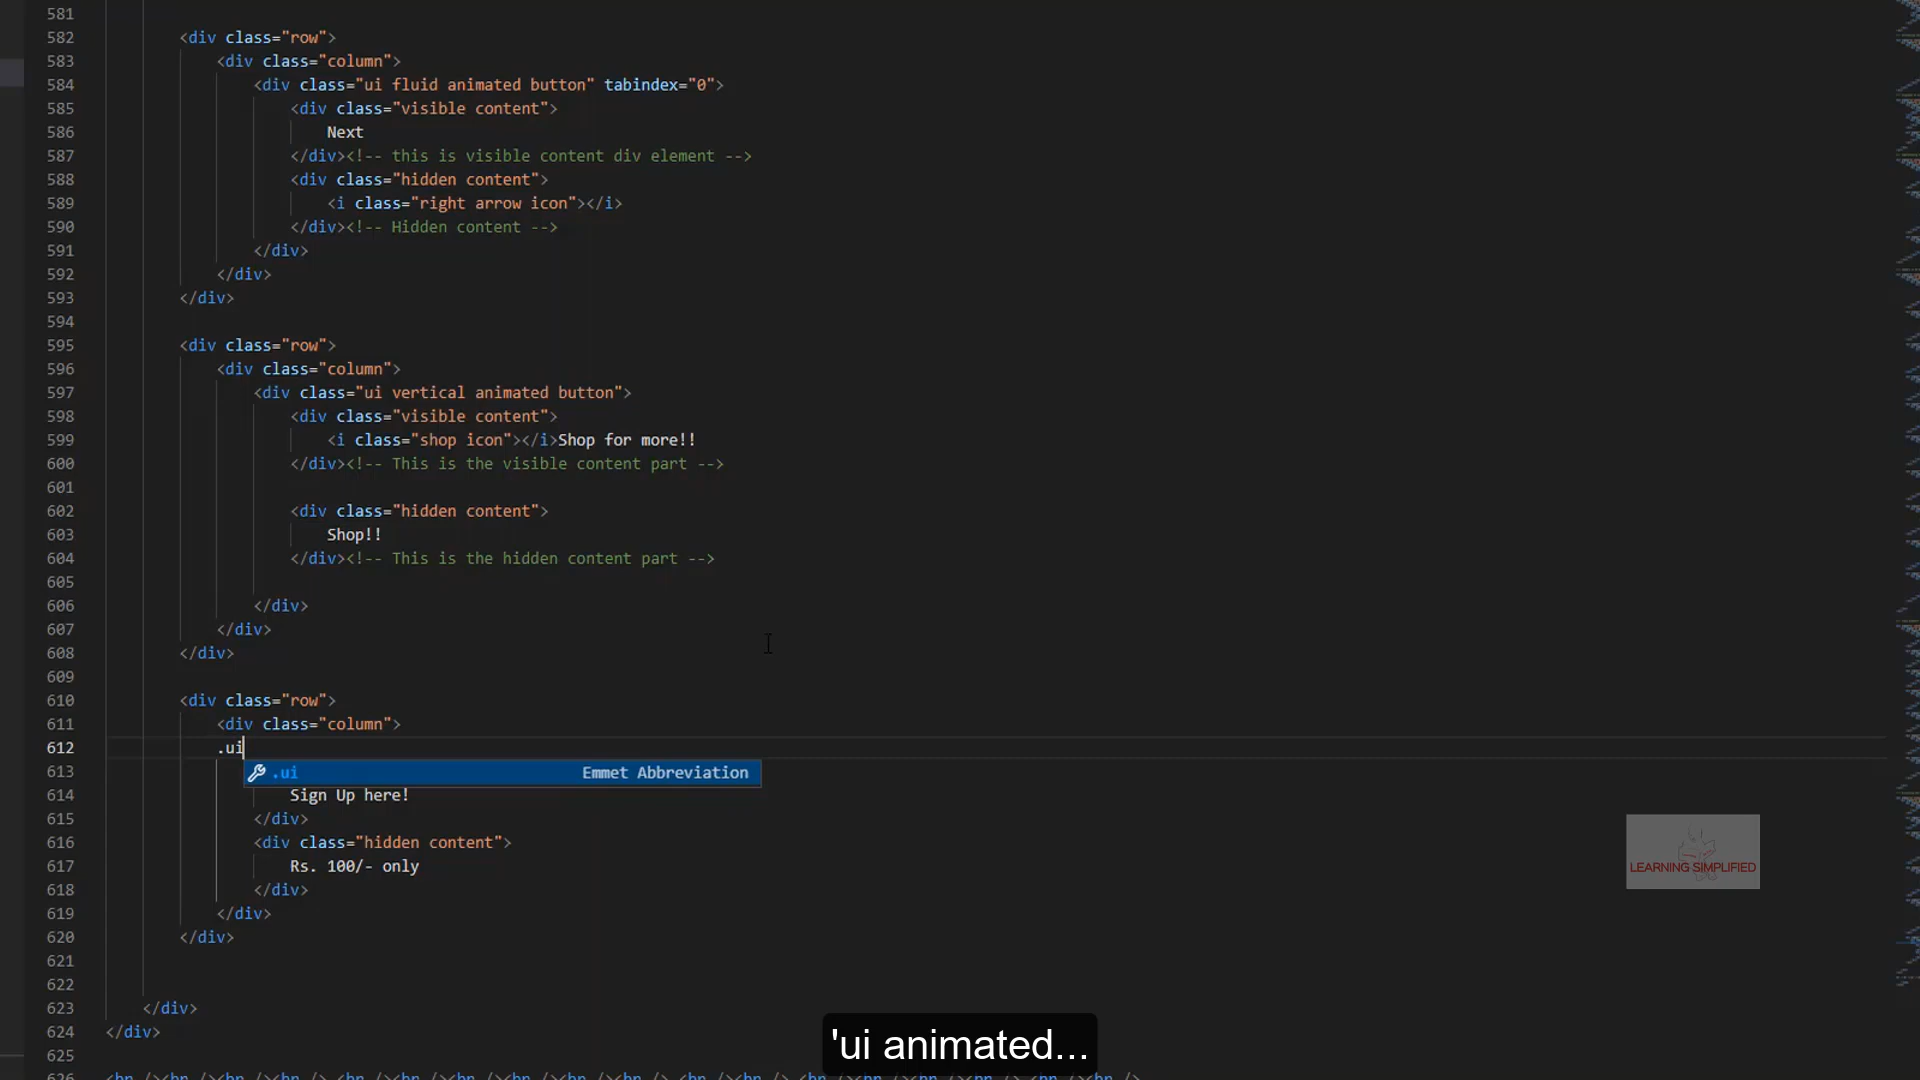 581
582 <div class="row">
583 <div class="column">
584 <div class="ui fluid animated button" tabindex="0">
585 <div class="visible content">
586 Next
587 </div><!-- this is visible content div element -->
588 <div class="hidden content">
589 <i class="right arrow icon"></i>
590 </div><!-- Hidden content -->
591 </div>
592 </div>
593 </div>
594
595 <div class="row">
596 <div class="column">
597 <div class="ui vertical animated button">
598 <div class="visible content">
599 <i class="shop icon"></i>Shop for more!!
600 </div><!-- This is the visible content part -->
601
602 <div class="hidden content">
603 Shop!!
604 </div><!-- This is the hidden content part -->
605
606 </div>
607 </div>
608 </div>
609
610 <div class="row">
611 <div class="column">
612 .ui
613 .ui Emmet Abbreviation
614 Sign Up here!
615 </div>
616 <div class="hidden content">
617 Rs. 100/- only
618 </div>
619 </div>
620 </div>
621
622
623 </div>
624 </div>
625
626
LEARNING SIMPLIFIED
'ui animated...